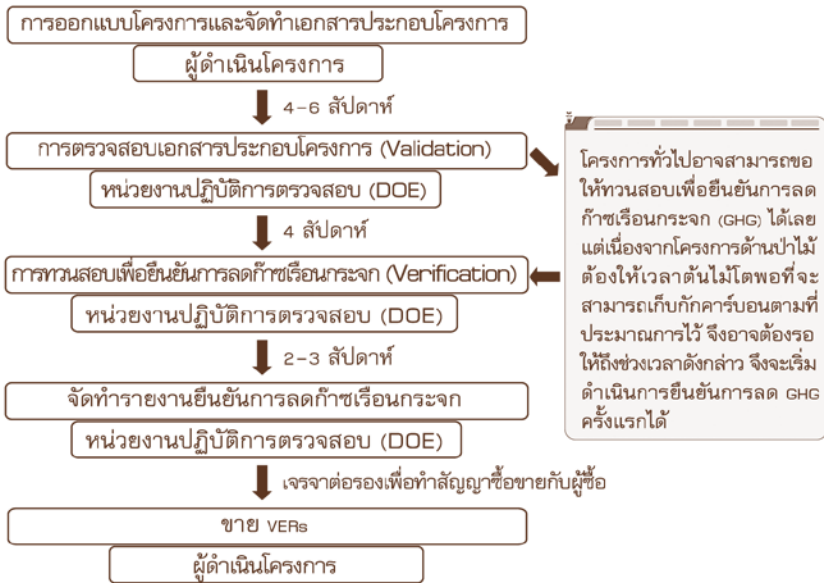 การออกแบบโครงการและจัดทำเอกสารประกอบโครงการ
ผู้ดำเนินโครงการ
4-6 สัปดาห์
การตรวจสอบเอกสารประกอบโครงการ (Validation)
หน่วยงานปฏิบัติการตรวจสอบ (DOE)
4 สัปดาห์
การทวนสอบเพื่อยืนยันการลดก๊าซเรือนกระจก (Verification)
หน่วยงานปฏิบัติการตรวจสอบ (DOE)
2-3 สัปดาห์
จัดทำรายงานยืนยันการลดก๊าซเรือนกระจก
หน่วยงานปฏิบัติการตรวจสอบ (DOE)
เจรจาต่อรองเพื่อทำสัญญาซื้อขายกับผู้ซื้อ
ขาย VERs
ผู้ดำเนินโครงการ
โครงการทั่วไปอาจสามารถขอ
ให้ทวนสอบเพื่อยืนยันการลด
ก๊าซเรือนกระจก (GHG) ได้เลย
แต่เนื่องจากโครงการด้านป่าไม้
ต้องให้เวลาต้นไม้โตพอที่จะ
สามารถเก็บกักคาร์บอนตามที่
ประมาณการไว้ จึงอาจต้องรอ
ให้ถึงช่วงเวลาดังกล่าว จึงจะเริ่ม
ดำเนินการยืนยันการลด GHG
ครั้งแรกได้